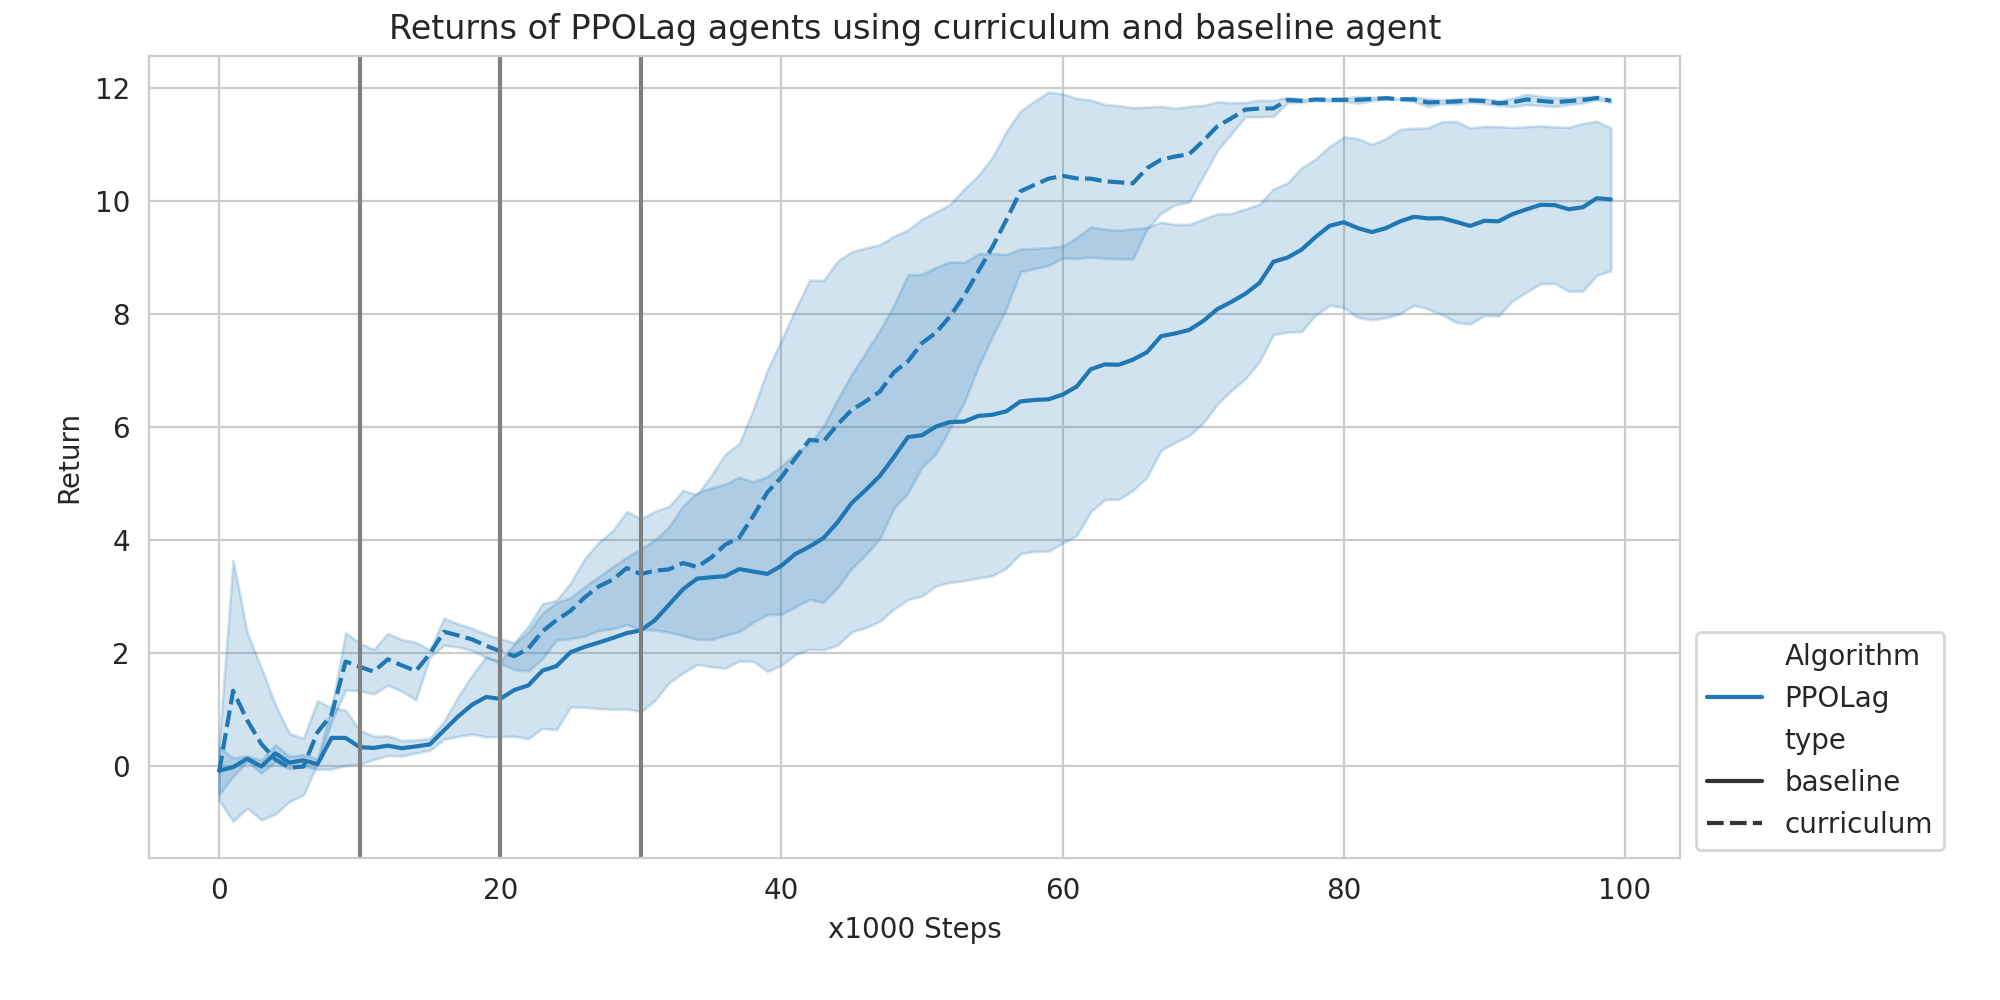 Returns of PPOLag agents using curriculum and baseline agent
12
10
8
6
4
2
0
Return
0 20 40 60 80 100
x1000 Steps
Algorithm
PPOLag
type
baseline
curriculum